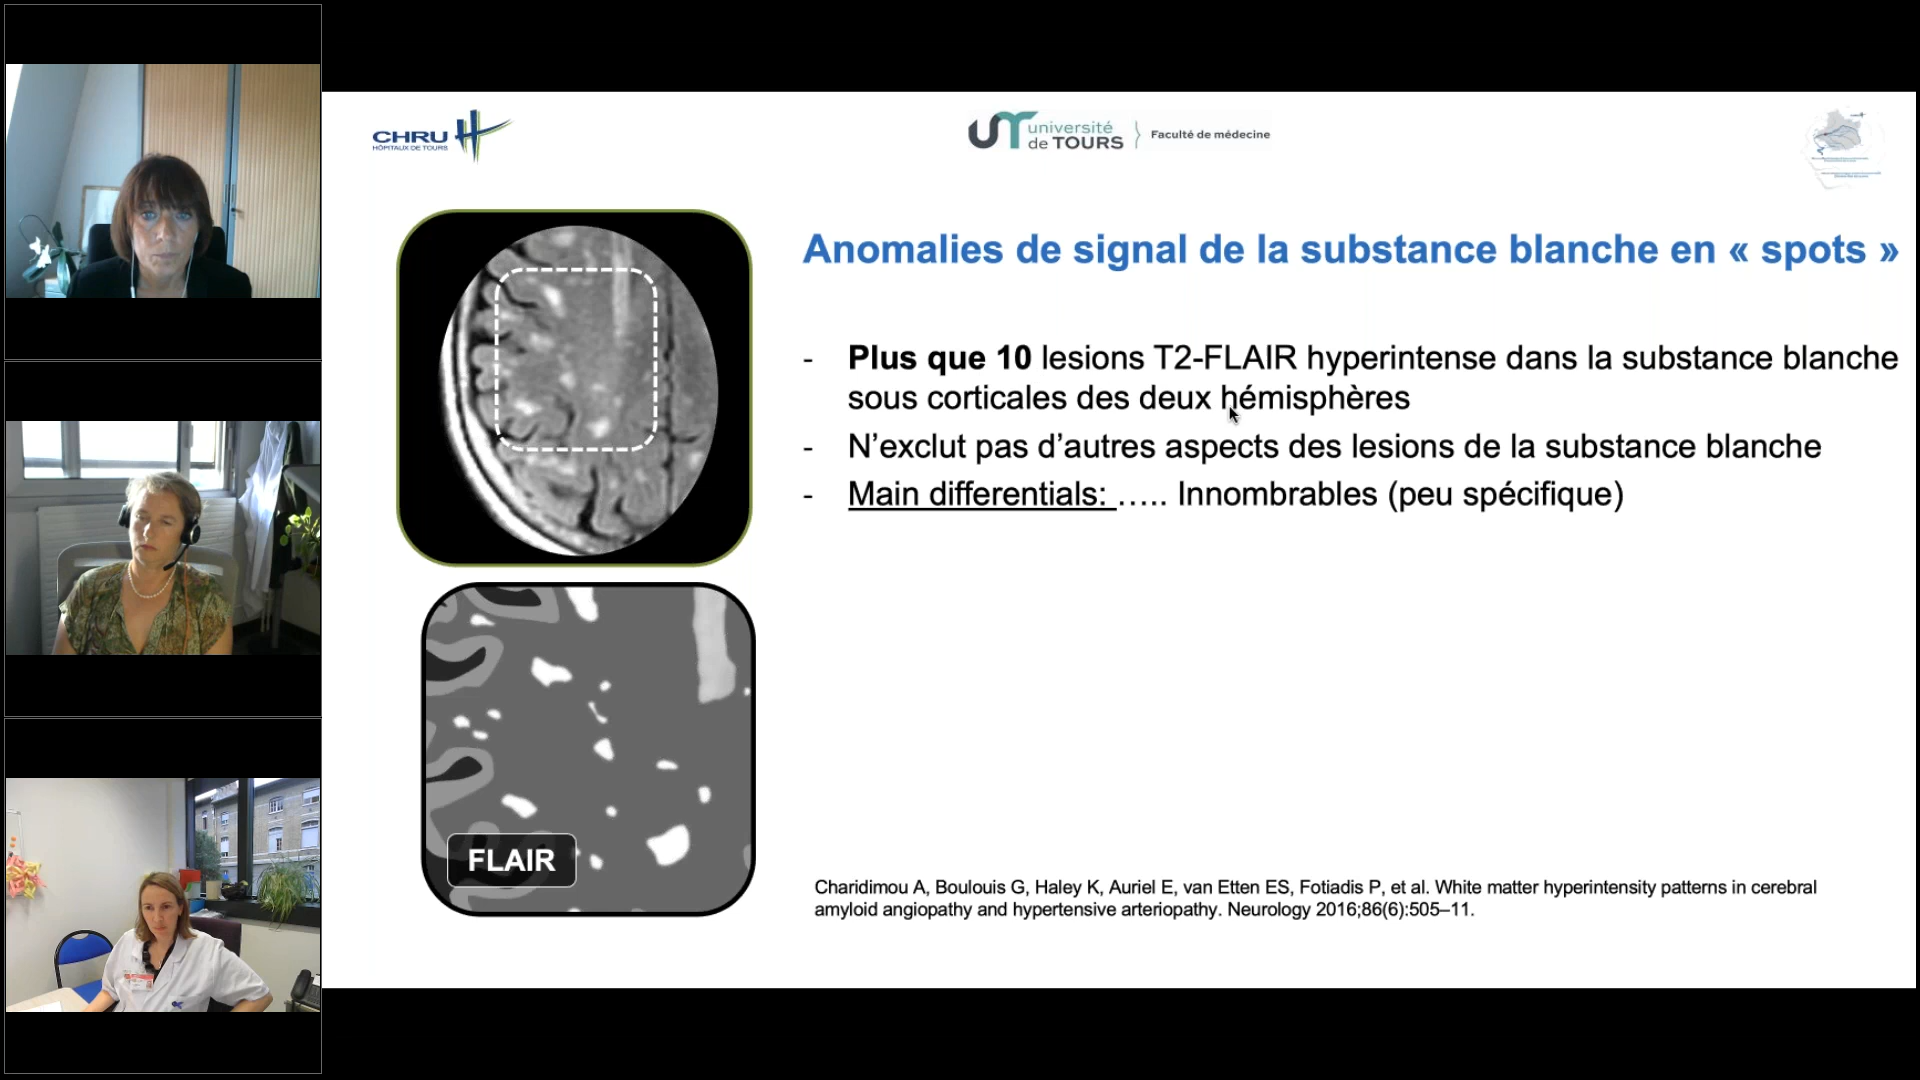 CHRU
HÔPITAUX DE TOURS
université
de TOURS
Faculté de médecine
Anomalies de signal de la substance blanche en « spots »
- Plus que 10 lesions T2-FLAIR hyperintense dans la substance blanche
sous corticales des deux hémisphères
- N’exclut pas d’autres aspects des lesions de la substance blanche
- Main differentials: ….. Innombrables (peu spécifique)
FLAIR
Charidimou A, Boulouis G, Haley K, Auriel E, van Etten ES, Fotiadis P, et al. White matter hyperintensity patterns in cerebral
amyloid angiopathy and hypertensive arteriopathy. Neurology 2016;86(6):505–11.